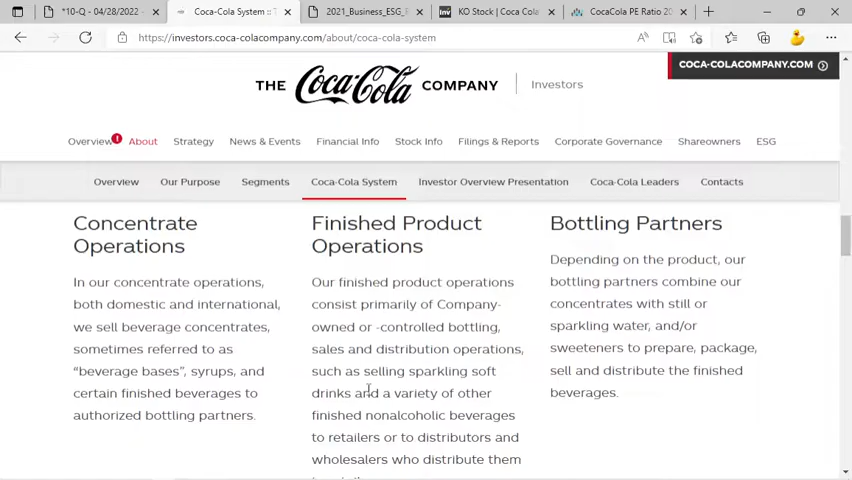 *10-Q - 04/28/2022 -
Coca-Cola System :: T
2021_Business_ESG_
KO Stock | Coca Cola
CocaCola PE Ratio 20
https://investors.coca-colacompany.com/about/coca-cola-system
COCA-COLACOMPANY.COM
THE Coca-Cola COMPANY Investors
Overview ! About Strategy News & Events Financial Info Stock Info Filings & Reports Corporate Governance Shareowners ESG
Overview Our Purpose Segments Coca-Cola System Investor Overview Presentation Coca-Cola Leaders Contacts
Concentrate
Operations
In our concentrate operations,
both domestic and international,
we sell beverage concentrates,
sometimes referred to as
“beverage bases”, syrups, and
certain finished beverages to
authorized bottling partners.
Finished Product
Operations
Our finished product operations
consist primarily of Company-
owned or -controlled bottling,
sales and distribution operations,
such as selling sparkling soft
drinks and a variety of other
finished nonalcoholic beverages
to retailers or to distributors and
wholesalers who distribute them
Bottling Partners
Depending on the product, our
bottling partners combine our
concentrates with still or
sparkling water, and/or
sweeteners to prepare, package,
sell and distribute the finished
beverages.